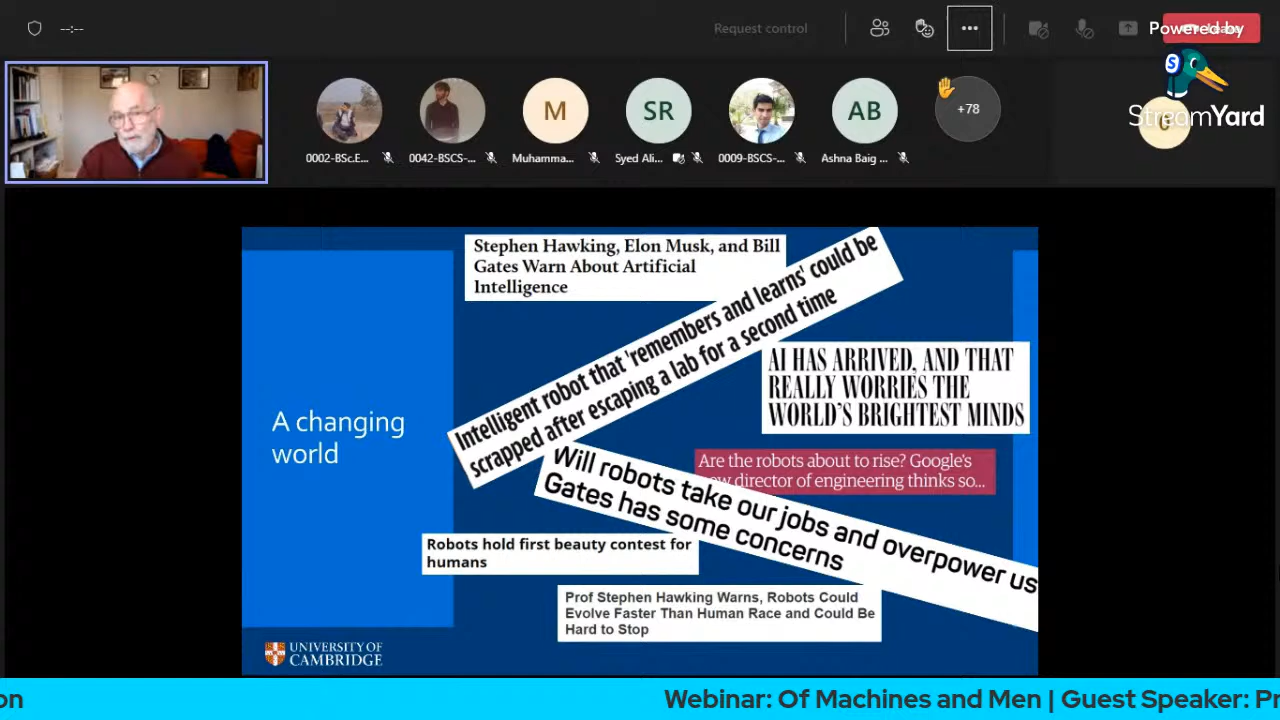 --:--
Request control
Powered by
StreamYard
M
SR
AB
+78
0002-BSc.E...
0042-BSCS-...
Muhamma...
Syed Ali...
0009-BSCS-...
Ashna Baig ...
Stephen Hawking, Elon Musk, and Bill
Gates Warn About Artificial
Intelligence
Intelligent robot that 'remembers and learns' could be
scrapped after escaping a lab for a second time
AI HAS ARRIVED, AND THAT
REALLY WORRIES THE
WORLD'S BRIGHTEST MINDS
A changing
world
Are the robots about to rise? Google's
director of engineering thinks so...
Will robots take our jobs and overpower us
Gates has some concerns
Robots hold first beauty contest for
humans
Prof Stephen Hawking Warns, Robots Could
Evolve Faster Than Human Race and Could Be
Hard to Stop
UNIVERSITY OF
CAMBRIDGE
on
Webinar: Of Machines and Men | Guest Speaker: Pr